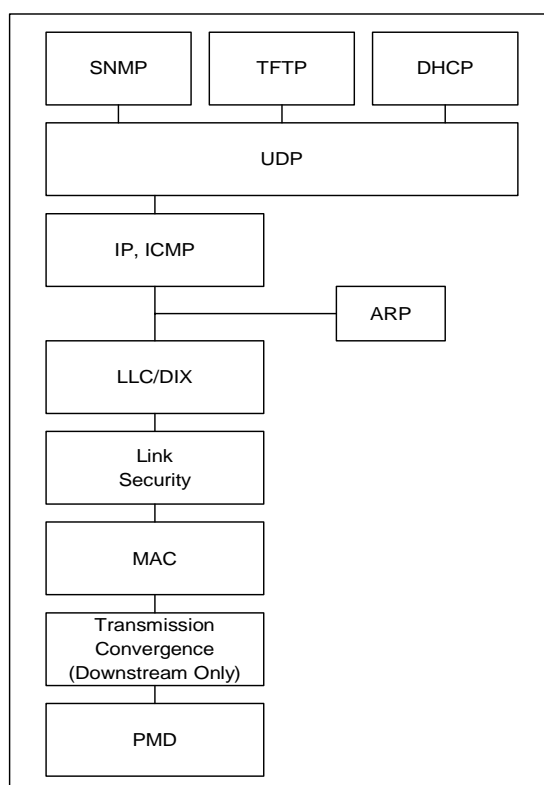 SNMP
TFTP
DHCP
UDP
IP, ICMP
ARP
LLC/DIX
Link
Security
MAC
Transmission
Convergence
(Downstream Only)
PMD